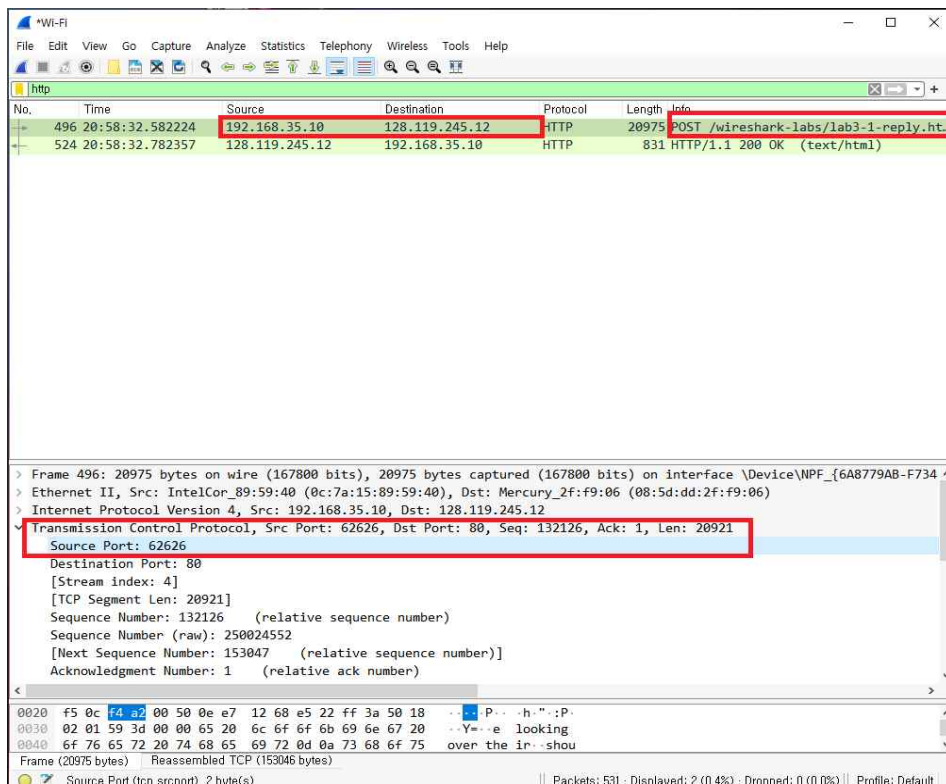 *Wi-Fi
File Edit View Go Capture Analyze Statistics Telephony Wireless Tools Help
http
No. Time Source Destination Protocol Length Info
496 20:58:32.582224 192.168.35.10 128.119.245.12 HTTP 20975 POST /wireshark-labs/lab3-1-reply.ht…
524 20:58:32.782357 128.119.245.12 192.168.35.10 HTTP 831 HTTP/1.1 200 OK (text/html)
Frame 496: 20975 bytes on wire (167800 bits), 20975 bytes captured (167800 bits) on interface \Device\NPF_{6A8779AB-F734
Ethernet II, Src: IntelCor_89:59:40 (0c:7a:15:89:59:40), Dst: Mercury_2f:f9:06 (08:5d:dd:2f:f9:06)
Internet Protocol Version 4, Src: 192.168.35.10, Dst: 128.119.245.12
Transmission Control Protocol, Src Port: 62626, Dst Port: 80, Seq: 132126, Ack: 1, Len: 20921
Source Port: 62626
Destination Port: 80
[Stream index: 4]
[TCP Segment Len: 20921]
Sequence Number: 132126 (relative sequence number)
Sequence Number (raw): 250024552
[Next Sequence Number: 153047 (relative sequence number)]
Acknowledgment Number: 1 (relative ack number)
0020 f5 0c f4 a2 00 50 0e e7 12 68 e5 22 ff 3a 50 18 ·····P·· ·h·"·:P·
0030 02 01 59 3d 00 00 65 20 6c 6f 6f 6b 69 6e 67 20 ··Y=··e looking
0040 6f 76 65 72 20 74 68 65 69 72 0d 0a 73 68 6f 75 over the ir··shou
Frame (20975 bytes) Reassembled TCP (153046 bytes)
Source Port (tcp.srcport), 2 byte(s) Packets: 531 · Displayed: 2 (0.4%) · Dropped: 0 (0.0%) Profile: Default